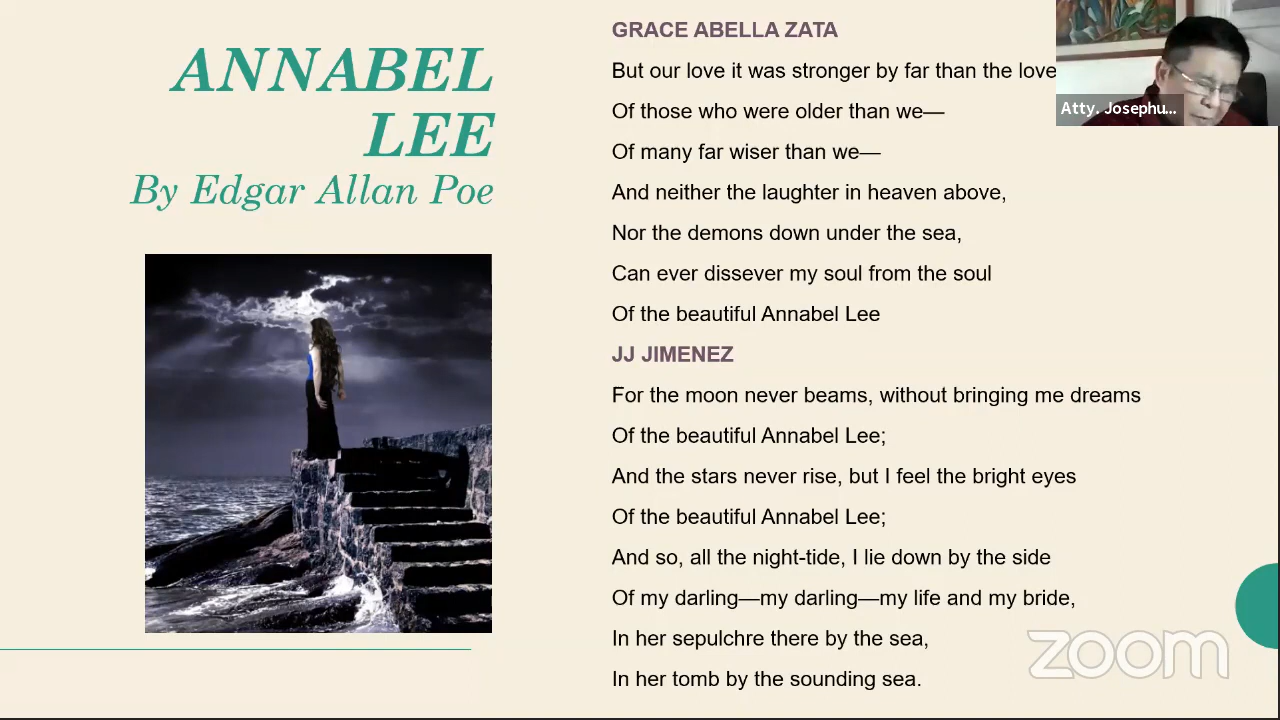 ANNABEL
LEE
By Edgar Allan Poe
GRACE ABELLA ZATA
But our love it was stronger by far than the love
Of those who were older than we—
Of many far wiser than we—
And neither the laughter in heaven above,
Nor the demons down under the sea,
Can ever dissever my soul from the soul
Of the beautiful Annabel Lee
JJ JIMENEZ
For the moon never beams, without bringing me dreams
Of the beautiful Annabel Lee;
And the stars never rise, but I feel the bright eyes
Of the beautiful Annabel Lee;
And so, all the night-tide, I lie down by the side
Of my darling—my darling—my life and my bride,
In her sepulchre there by the sea,
In her tomb by the sounding sea.
Atty. Josephu...
zoom